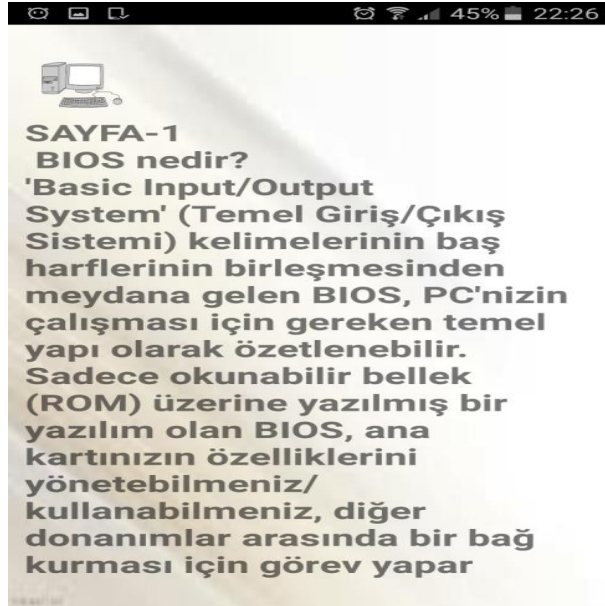 45% 22:26
SAYFA-1
BIOS nedir?
'Basic Input/Output
System' (Temel Giriş/Çıkış
Sistemi) kelimelerinin baş
harflerinin birleşmesinden
meydana gelen BIOS, PC'nizin
çalışması için gereken temel
yapı olarak özetlenebilir.
Sadece okunabilir bellek
(ROM) üzerine yazılmış bir
yazılım olan BIOS, ana
kartınızın özelliklerini
yönetebilmeniz/
kullanabilmeniz, diğer
donanımlar arasında bir bağ
kurması için görev yapar